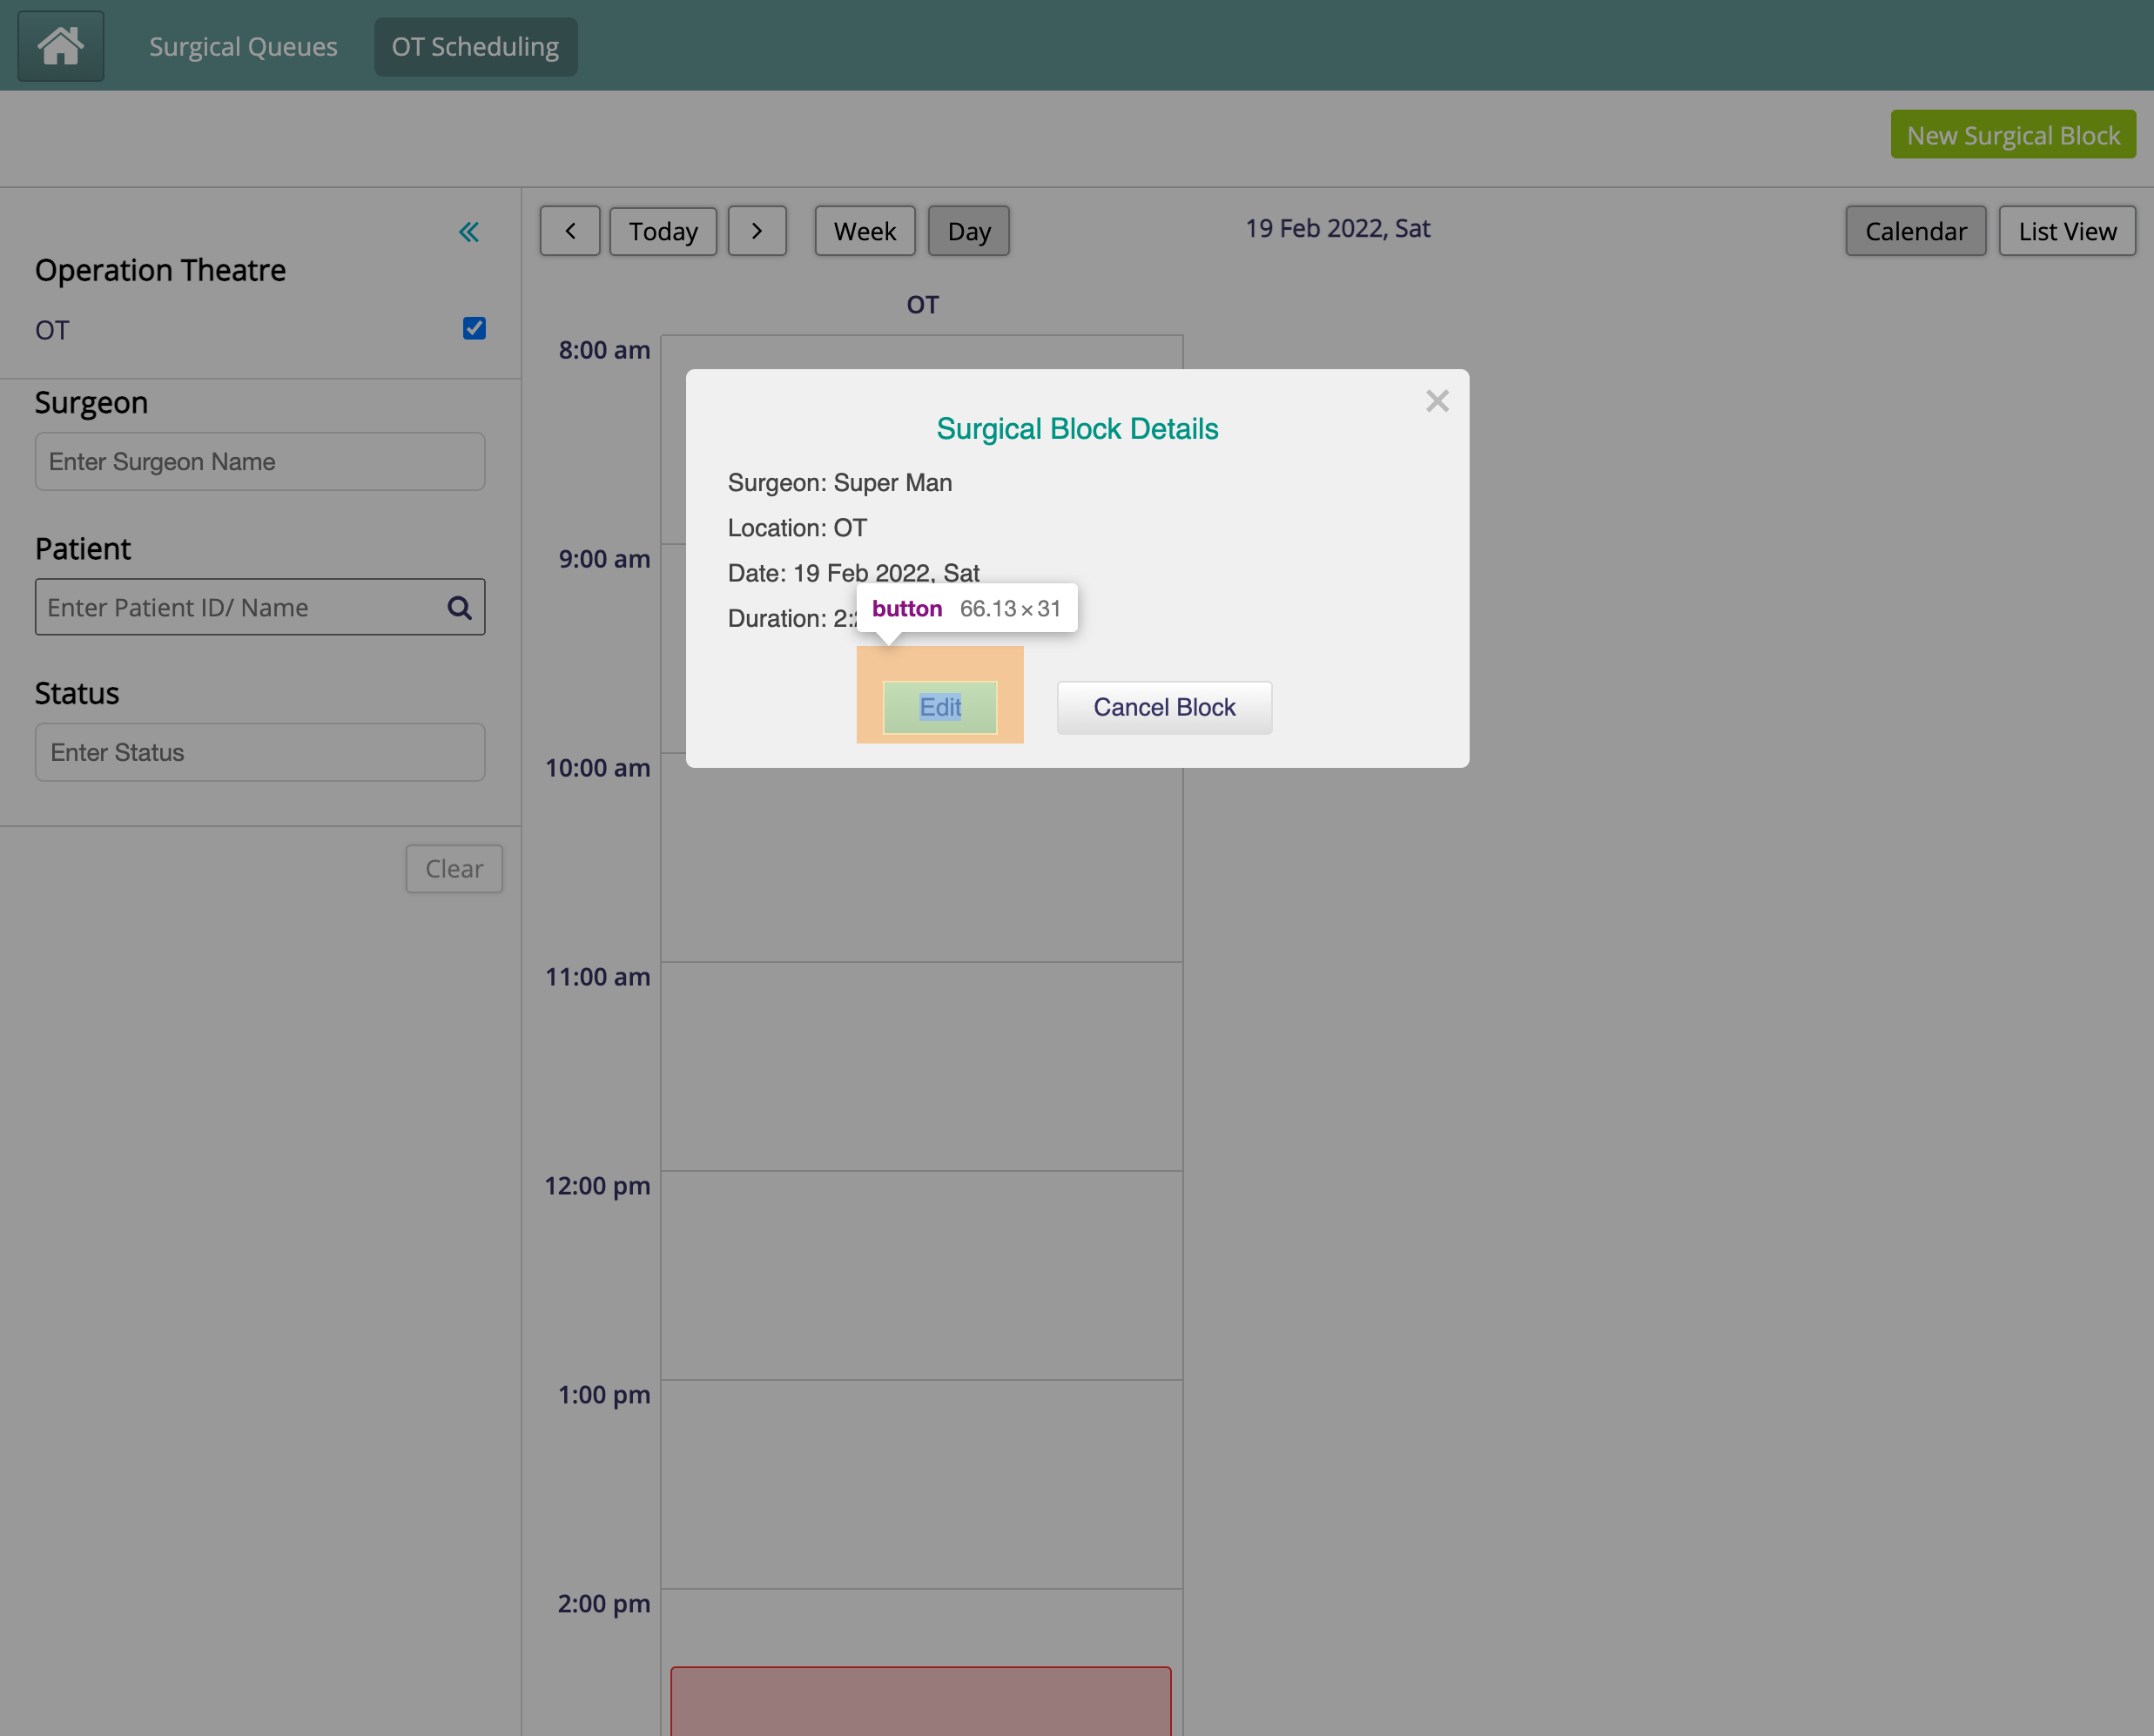 Surgical Queues
OT Scheduling
New Surgical Block
Operation Theatre
OT
Surgeon
Enter Surgeon Name
Patient
Enter Patient ID/ Name
Status
Enter Status
Clear
Today
Week
Day
19 Feb 2022, Sat
Calendar
List View
OT
8:00 am
9:00 am
10:00 am
11:00 am
12:00 pm
1:00 pm
2:00 pm
Surgical Block Details
Surgeon: Super Man
Location: OT
Date: 19 Feb 2022, Sat
Duration:
button 66.13×31
Edit
Cancel Block